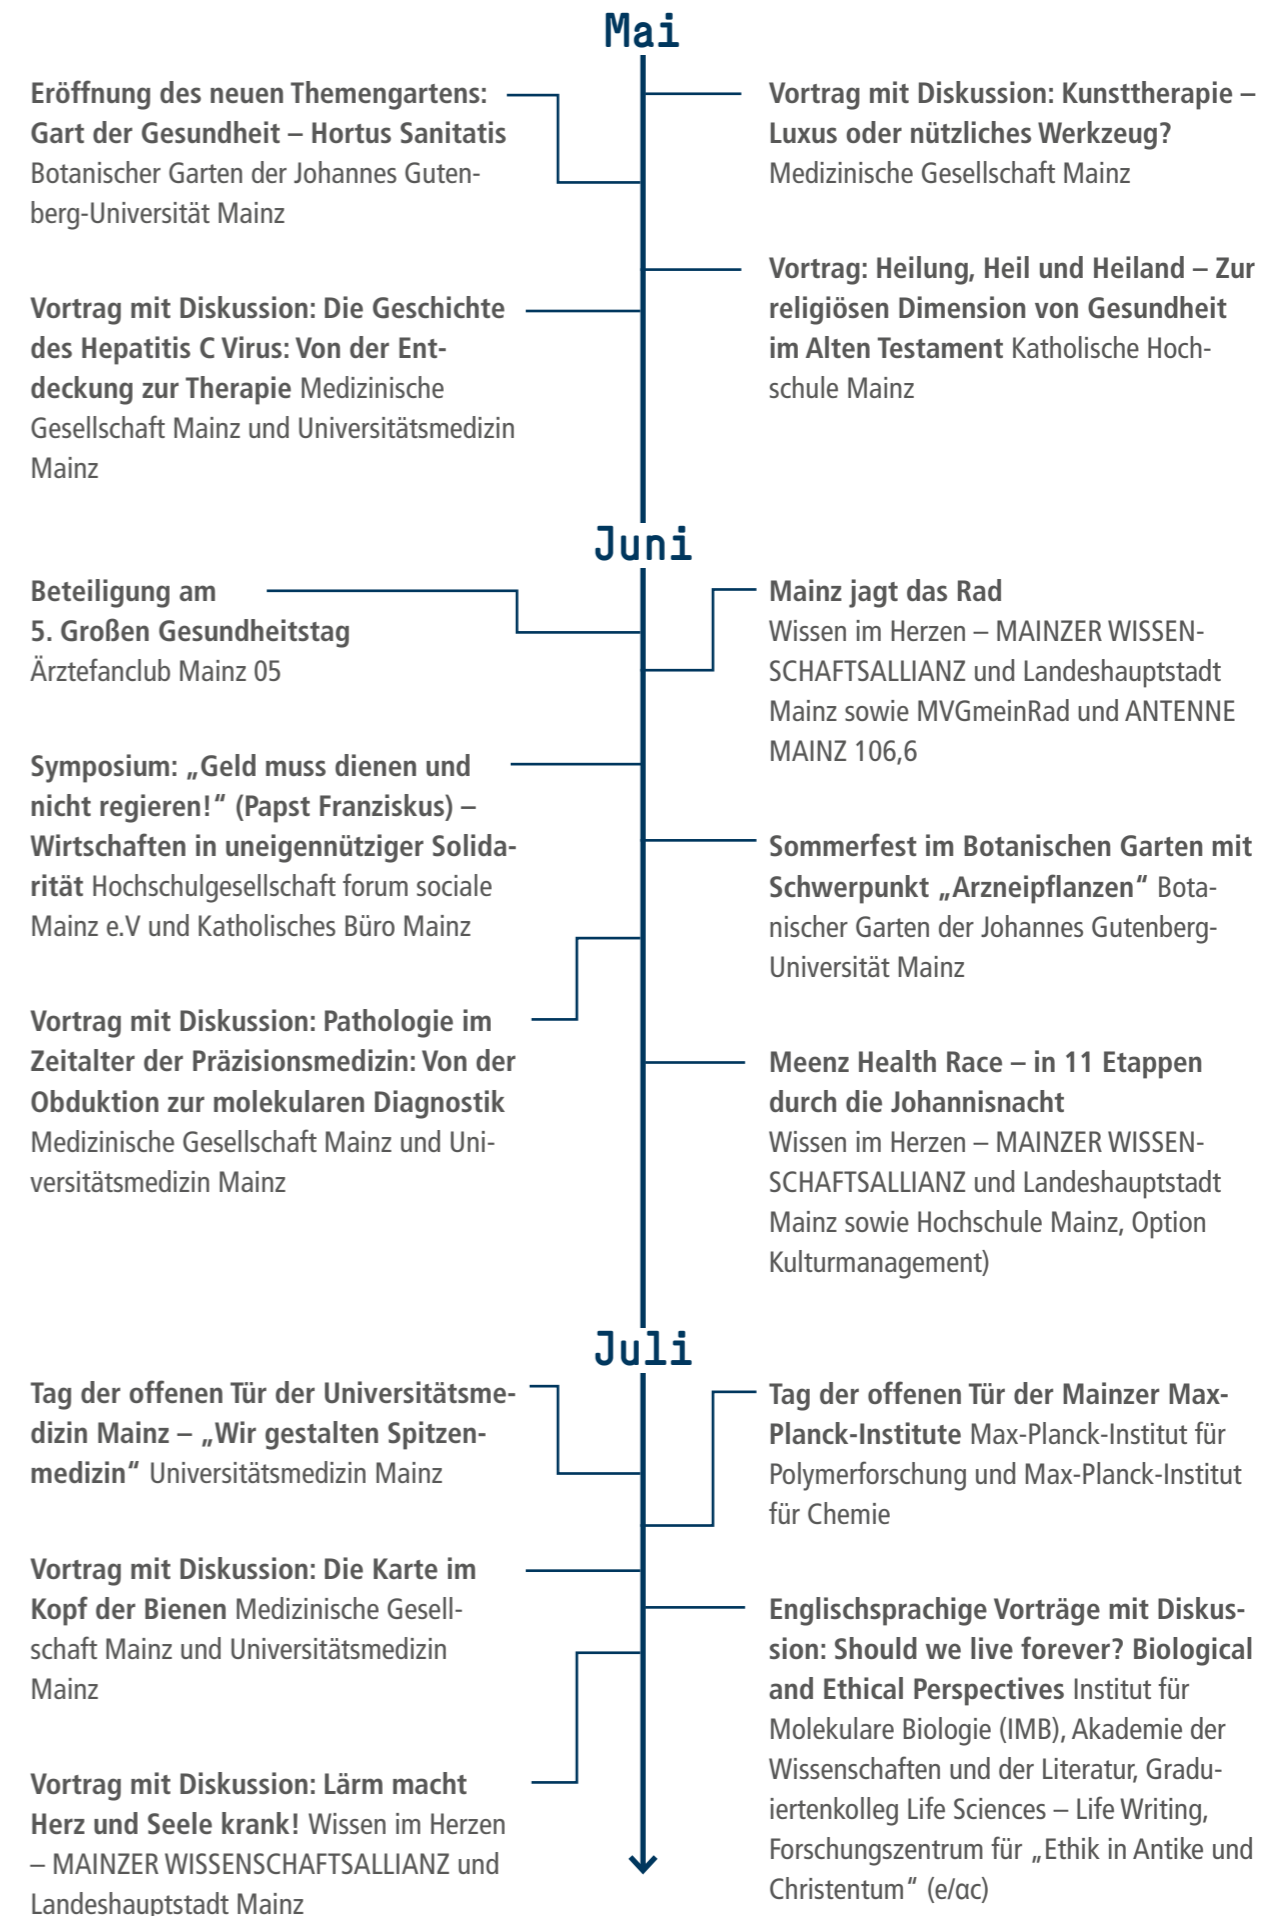 Mai
Eröffnung des neuen Themengartens:
Gart der Gesundheit – Hortus Sanitatis
Botanischer Garten der Johannes Guten-
berg-Universität Mainz
Vortrag mit Diskussion: Die Geschichte
des Hepatitis C Virus: Von der Ent-
deckung zur Therapie Medizinische
Gesellschaft Mainz und Universitätsmedizin
Mainz
Vortrag mit Diskussion: Kunsttherapie –
Luxus oder nützliches Werkzeug?
Medizinische Gesellschaft Mainz
Vortrag: Heilung, Heil und Heiland – Zur
religiösen Dimension von Gesundheit
im Alten Testament Katholische Hoch-
schule Mainz
Juni
Beteiligung am
5. Großen Gesundheitstag
Ärztefanclub Mainz 05
Symposium: „Geld muss dienen und
nicht regieren!“ (Papst Franziskus) –
Wirtschaften in uneigennütziger Solida-
rität Hochschulgesellschaft forum sociale
Mainz e.V und Katholisches Büro Mainz
Vortrag mit Diskussion: Pathologie im
Zeitalter der Präzisionsmedizin: Von der
Obduktion zur molekularen Diagnostik
Medizinische Gesellschaft Mainz und Uni-
versitätsmedizin Mainz
Mainz jagt das Rad
Wissen im Herzen – MAINZER WISSEN-
SCHAFTSALLIANZ und Landeshauptstadt
Mainz sowie MVGmeinRad und ANTENNE
MAINZ 106,6
Sommerfest im Botanischen Garten mit
Schwerpunkt „Arzneipflanzen“ Bota-
nischer Garten der Johannes Gutenberg-
Universität Mainz
Meenz Health Race – in 11 Etappen
durch die Johannisnacht
Wissen im Herzen – MAINZER WISSEN-
SCHAFTSALLIANZ und Landeshauptstadt
Mainz sowie Hochschule Mainz, Option
Kulturmanagement)
Juli
Tag der offenen Tür der Universitätsme-
dizin Mainz – „Wir gestalten Spitzen-
medizin“ Universitätsmedizin Mainz
Vortrag mit Diskussion: Die Karte im
Kopf der Bienen Medizinische Gesell-
schaft Mainz und Universitätsmedizin
Mainz
Vortrag mit Diskussion: Lärm macht
Herz und Seele krank! Wissen im Herzen
– MAINZER WISSENSCHAFTSALLIANZ und
Landeshauptstadt Mainz
Tag der offenen Tür der Mainzer Max-
Planck-Institute Max-Planck-Institut für
Polymerforschung und Max-Planck-Institut
für Chemie
Englischsprachige Vorträge mit Diskus-
sion: Should we live forever? Biological
and Ethical Perspectives Institut für
Molekulare Biologie (IMB), Akademie der
Wissenschaften und der Literatur, Gradu-
iertenkolleg Life Sciences – Life Writing,
Forschungszentrum für „Ethik in Antike und
Christentum“ (e/αc)